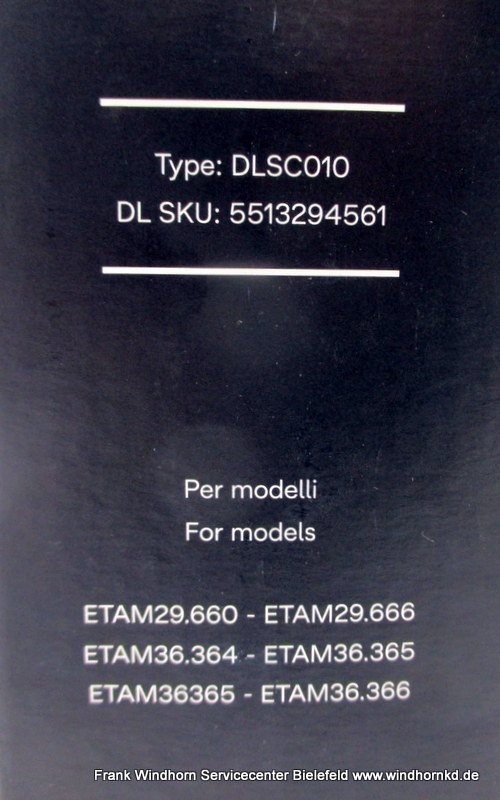 Type: DLSC010
DL SKU: 5513294561
Per modelli
For models
ETAM29.660 - ETAM29.666
ETAM36.364 - ETAM36.365
ETAM36365 - ETAM36.366
Frank Windhorn Servicecenter Bielefeld www.windhornkd.de